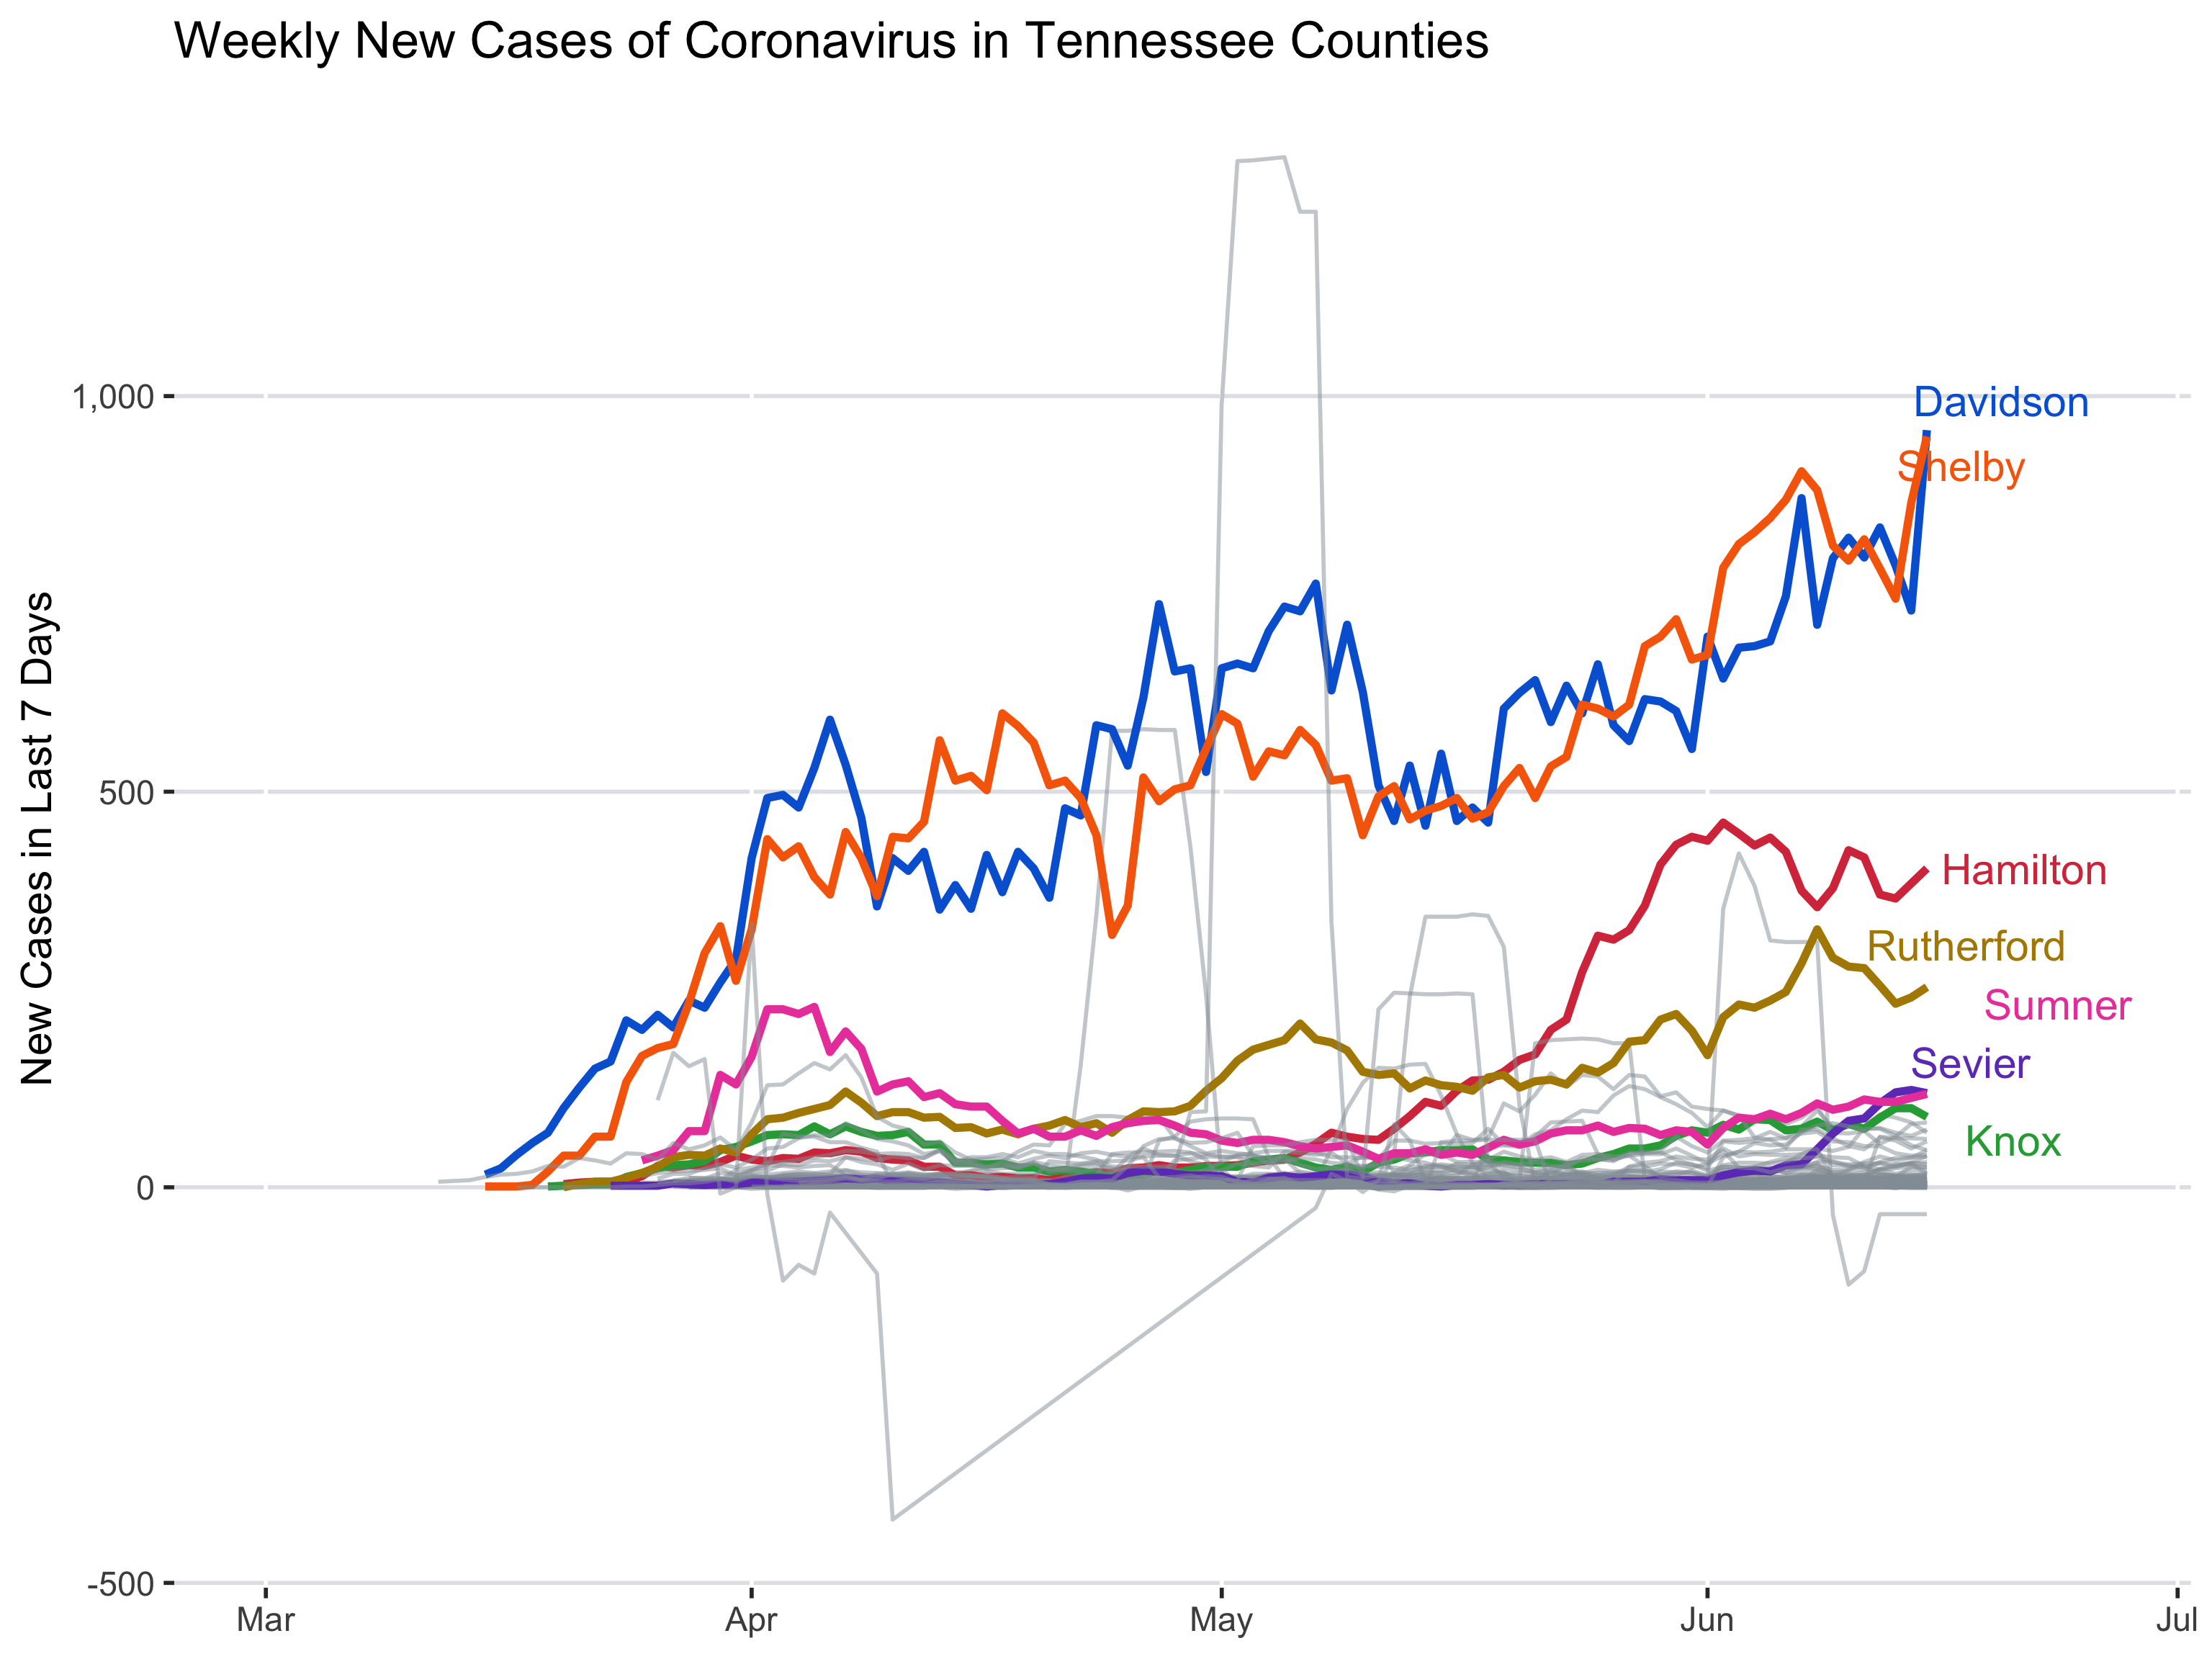 Weekly New Cases of Coronavirus in Tennessee Counties
New Cases in Last 7 Days
1,000
500
0
-500
Mar
Apr
May
Jun
Jul
Davidson
Shelby
Hamilton
Rutherford
Sumner
Sevier
Knox